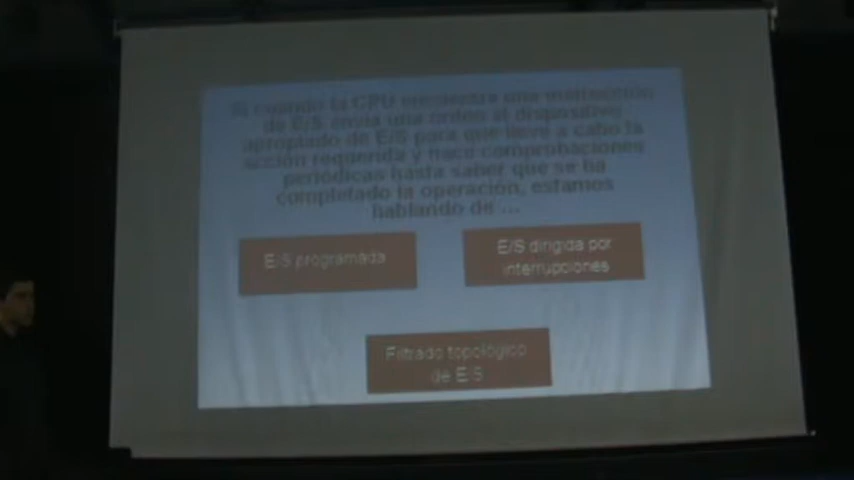 Si cuando la CPU encuentra una instrucción
de E/S envía una orden al dispositivo
apropiado de E/S para que lleve a cabo la
acción requerida y hace comprobaciones
periódicas hasta saber que se ha
completado la operación, estamos
hablando de ...
E/S programada
E/S dirigida por
interrupciones
Filtrado topológico
de E/S